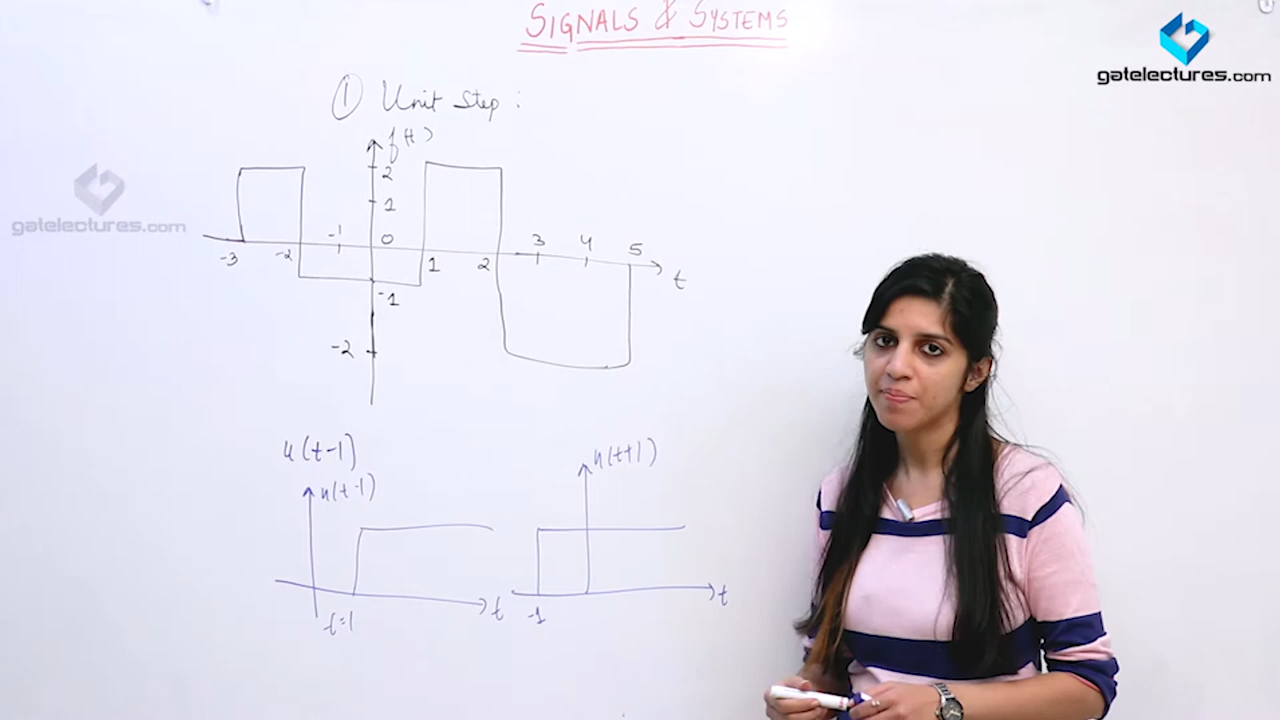 SIGNALS & SYSTEMS
gatelectures.com
① Unit Step :
f(t)
2
1
0
-3 -2 -1 1 2 3 4 5
t
-1
-2
gatelectures.com
u(t-1)
u(t-1)
t=1
t
u(t+1)
-1
t